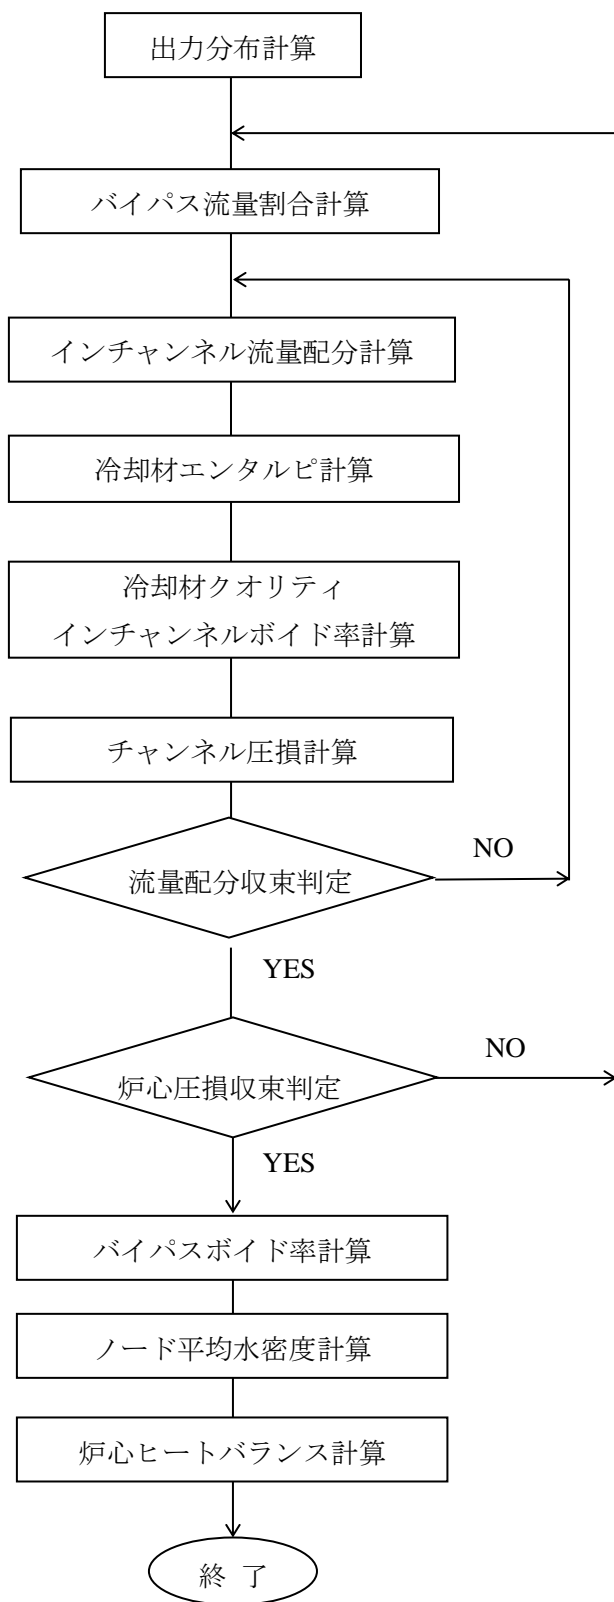 出力分布計算
バイパス流量割合計算
インチャンネル流量配分計算
冷却材エンタルピ計算
冷却材クオリティ
インチャンネルボイド率計算
チャンネル圧損計算
NO
流量配分収束判定
YES
NO
炉心圧損収束判定
YES
バイパスボイド率計算
ノード平均水密度計算
炉心ヒートバランス計算
終 了